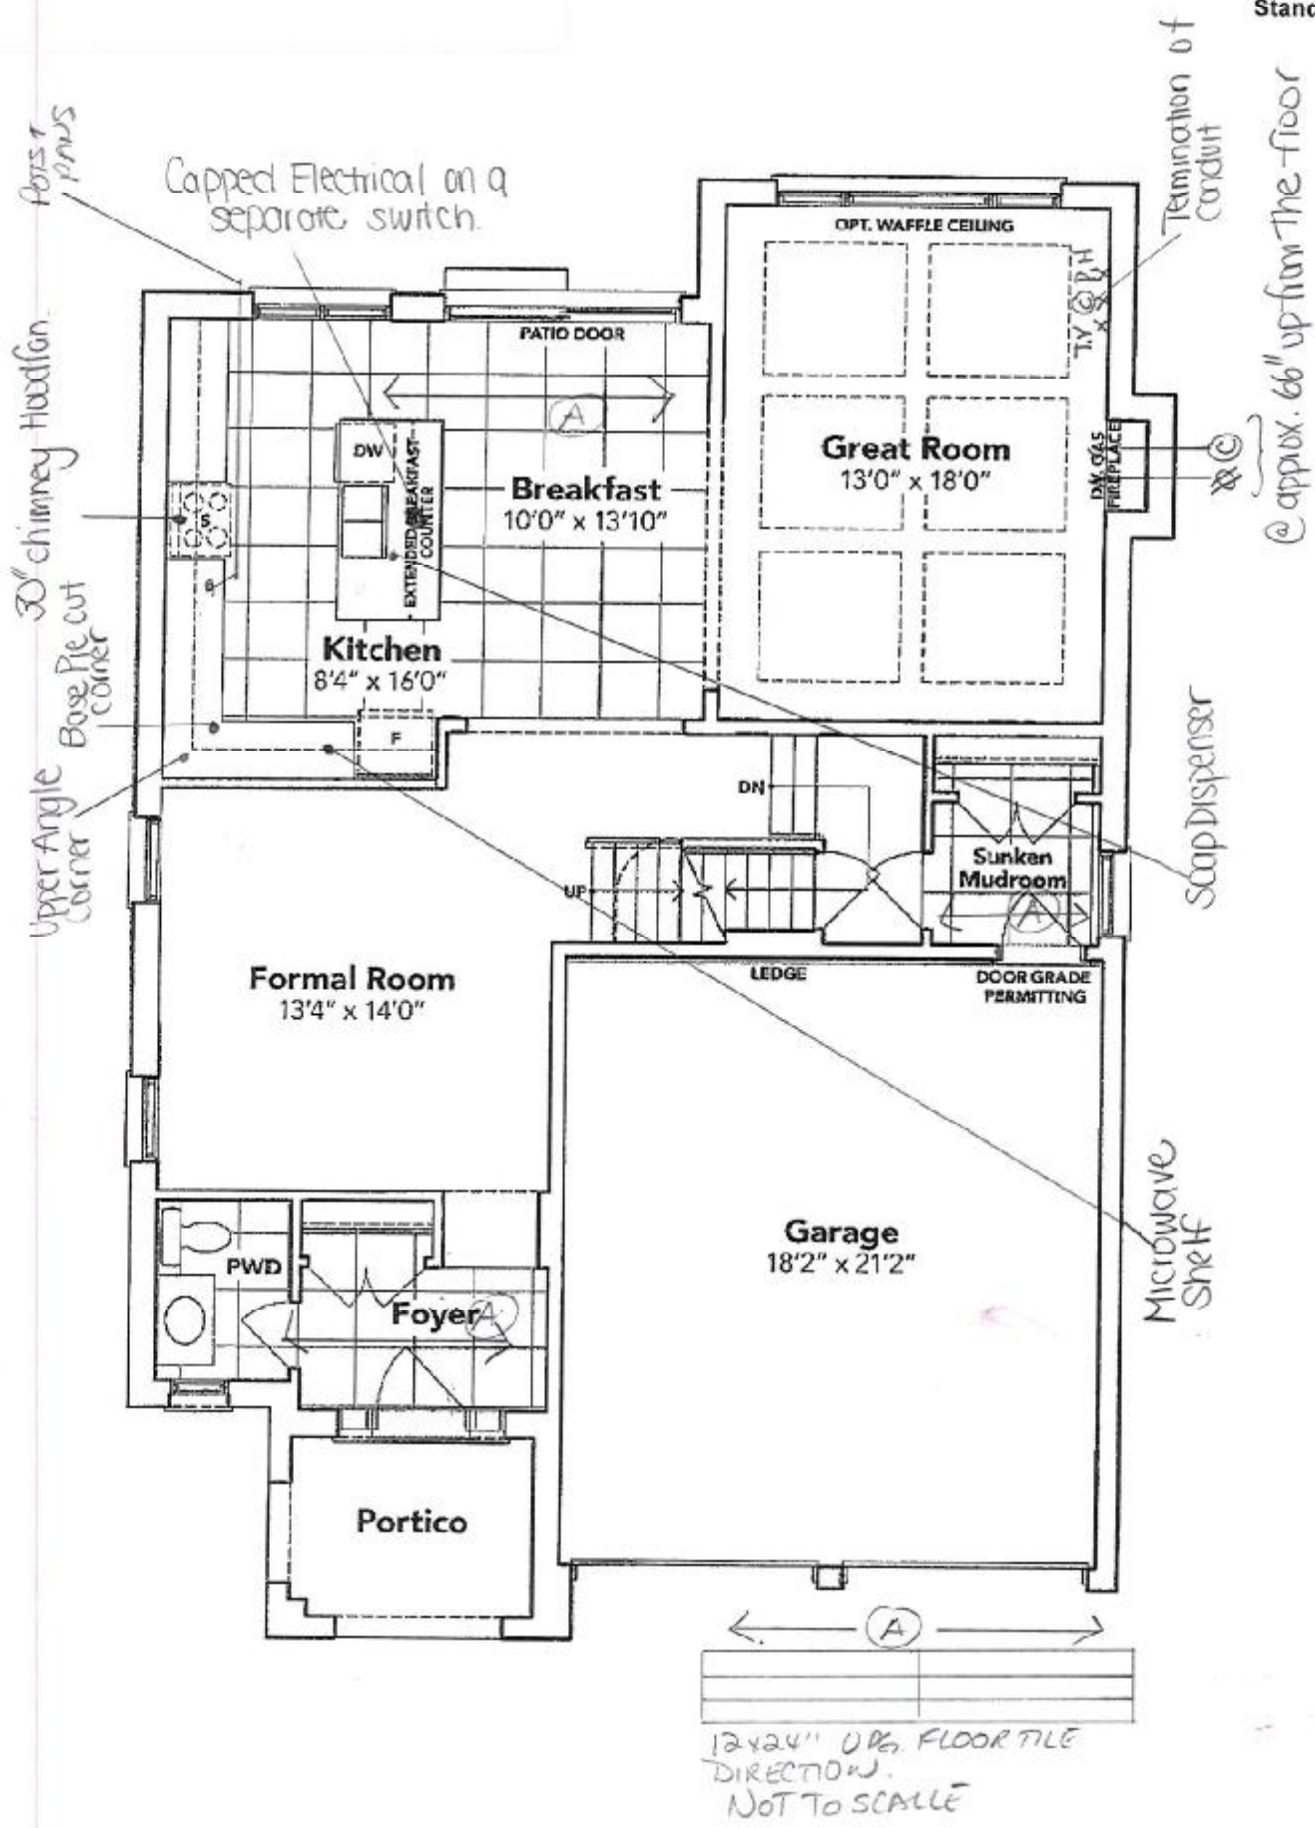 Stand
Termination of
conduit
@ approx. 66" up from the floor
Pots +
pans
Capped Electrical on a
separate switch.
OPT. WAFFLE CEILING
T.V
C
PATIO DOOR
A
30" chimney Hoodfan
DW
EXTENDED BREAKFAST
COUNTER
Breakfast
10'0" x 13'10"
Great Room
13'0" x 18'0"
GAS
FIREPLACE
C
S
Base Pie cut
corner
Kitchen
8'4" x 16'0"
F
Soap Dispenser
Upper Angle
corner
DN
Sunken
Mudroom
A
UP
Formal Room
13'4" x 14'0"
LEDGE
DOOR GRADE
PERMITTING
Microwave
Shelf
Garage
18'2" x 21'2"
PWD
Foyer
A
Portico
A
12x24" UPG. FLOOR TILE
DIRECTION.
NOT TO SCALLE